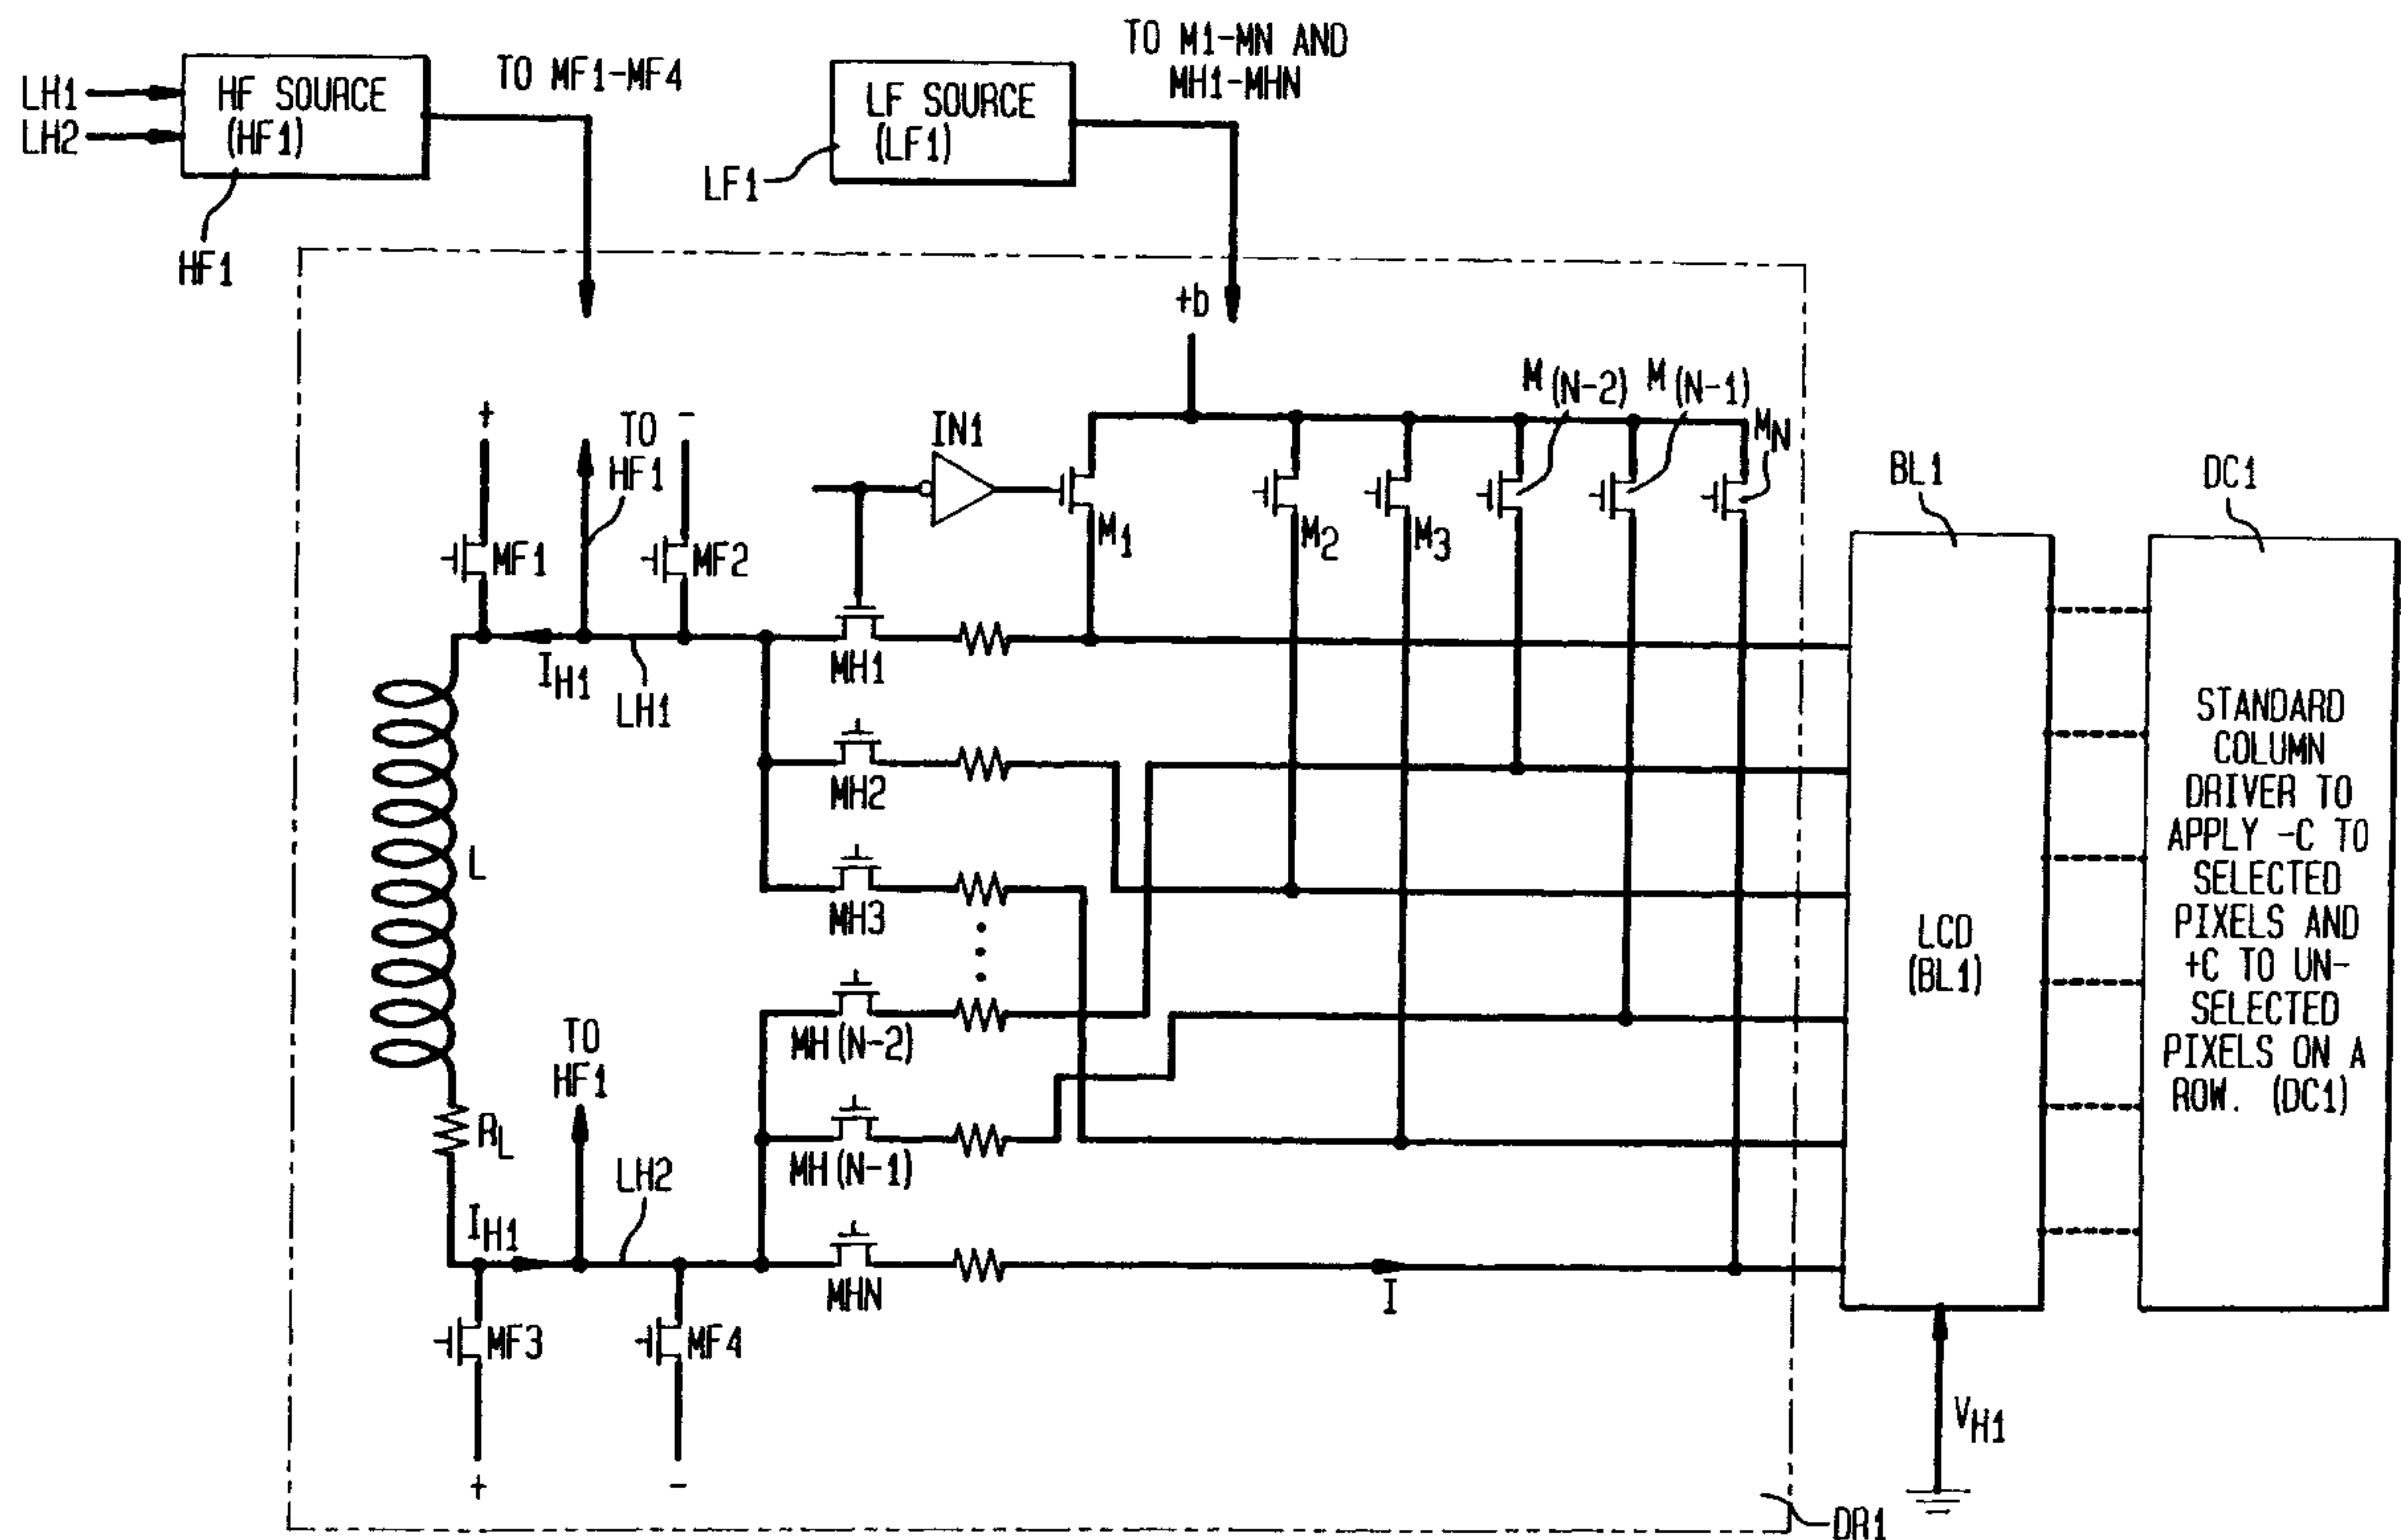 TO M1-MN AND
MH1-MHN
TO MF1-MF4
LH1
LH2
HF SOURCE
(HF1)
HF1
LF SOURCE
(LF1)
LF1
+b
M(N-2)
M(N-1)
MN
+
TO
HF1
-
IN1
BL1
DC1
MF1
MF2
M1
M2
M3
IH1
LH1
MH1
MH2
MH3
L
MH(N-2)
MH(N-1)
MHN
TO
HF1
RL
LH2
IH1
I
MF3
MF4
+
-
LCD
(BL1)
STANDARD
COLUMN
DRIVER TO
APPLY -C TO
SELECTED
PIXELS AND
+C TO UN-
SELECTED
PIXELS ON A
ROW. (DC1)
VH1
DR1